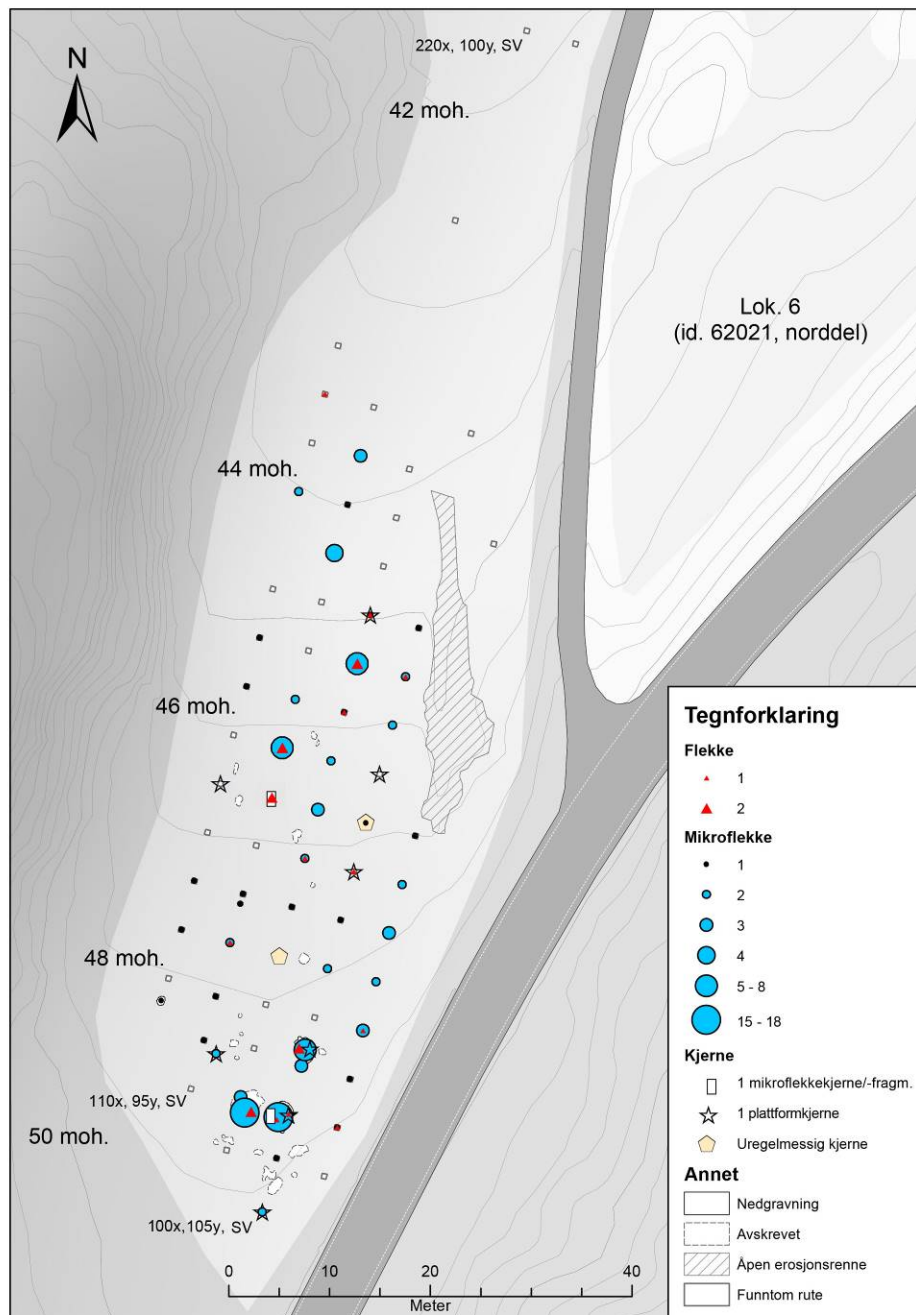 220x, 100y, SV
N
42 moh.
Lok. 6
(id. 62021, norddel)
44 moh.
46 moh.
48 moh.
110x, 95y, SV
50 moh.
100x, 105y, SV
0
20
40
Meter
Tegnforklaring
Flekke
1
2
Mikroflekke
1
2
3
4
5 - 8
15 - 18
Kjerne
1 mikroflekkekjerne/-fragm.
1 plattformkjerne
Uregelmessig kjerne
Annet
Nedgravning
Avskrevet
Åpen erosjonsrenne
Funntom rute